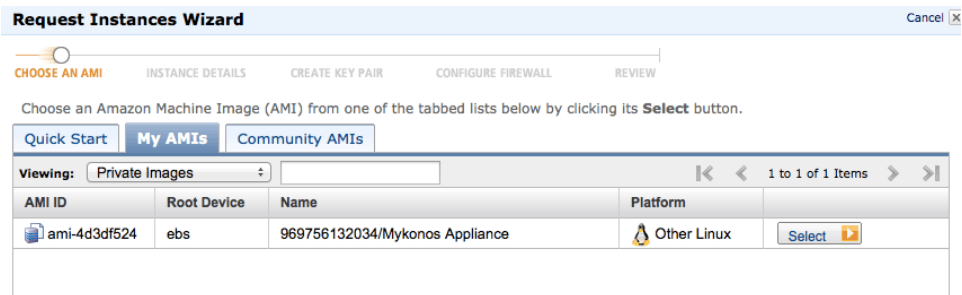 Request Instances Wizard
Cancel
CHOOSE AN AMI INSTANCE DETAILS CREATE KEY PAIR CONFIGURE FIREWALL REVIEW
Choose an Amazon Machine Image (AMI) from one of the tabbed lists below by clicking its Select button.
Quick Start My AMIs Community AMIs
Viewing: Private Images 1 to 1 of 1 Items
AMI ID Root Device Name Platform
ami-4d3df524 ebs 969756132034/Mykonos Appliance Other Linux Select